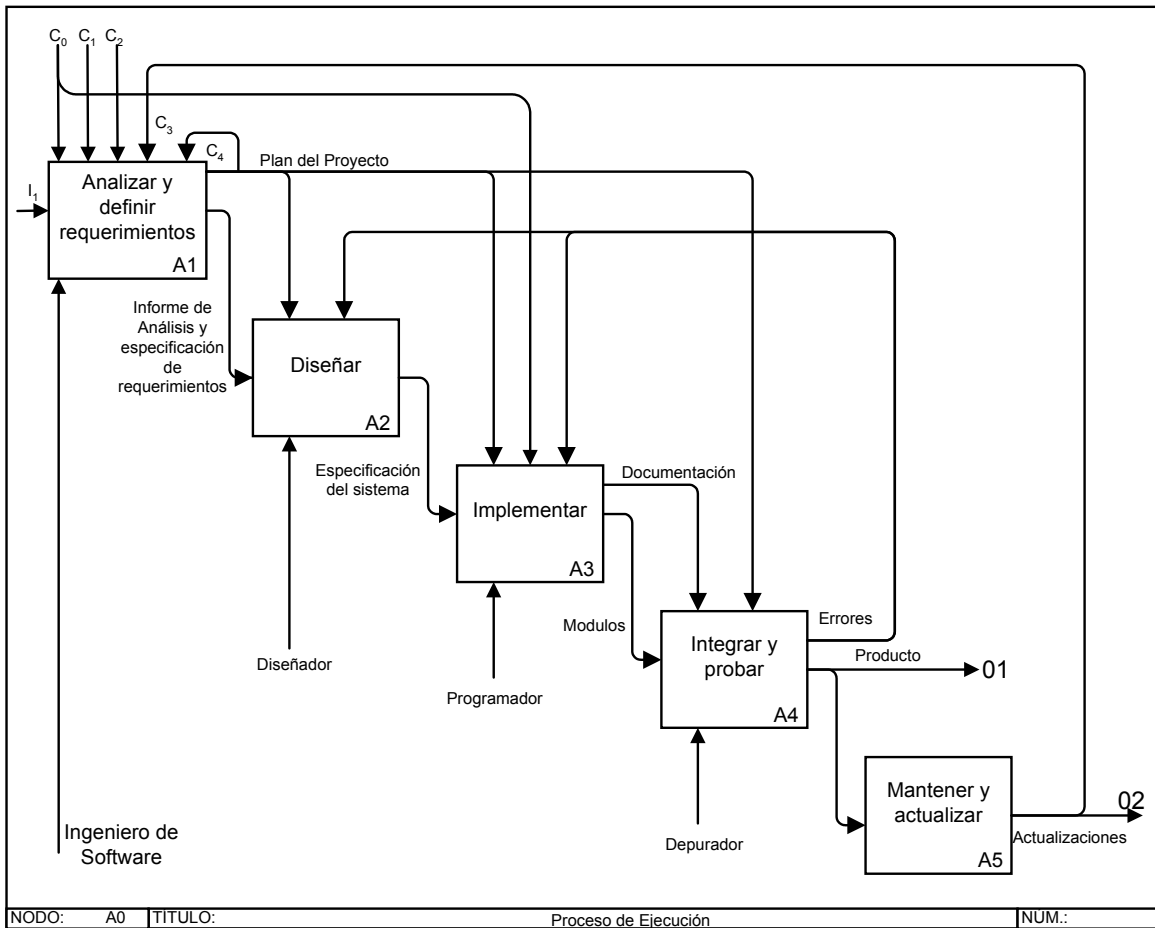 C0 C1 C2
C3
C4
Plan del Proyecto
I1
Analizar y
definir
requerimientos
A1
Informe de
Análisis y
especificación
de
requerimientos
Diseñar
A2
Especificación
del sistema
Documentación
Implementar
A3
Modulos
Errores
Integrar y
probar
Producto
01
A4
Diseñador
Programador
Mantener y
actualizar
02
Actualizaciones
A5
Depurador
Ingeniero de
Software
NODO: A0 TÍTULO: Proceso de Ejecución NÚM.: